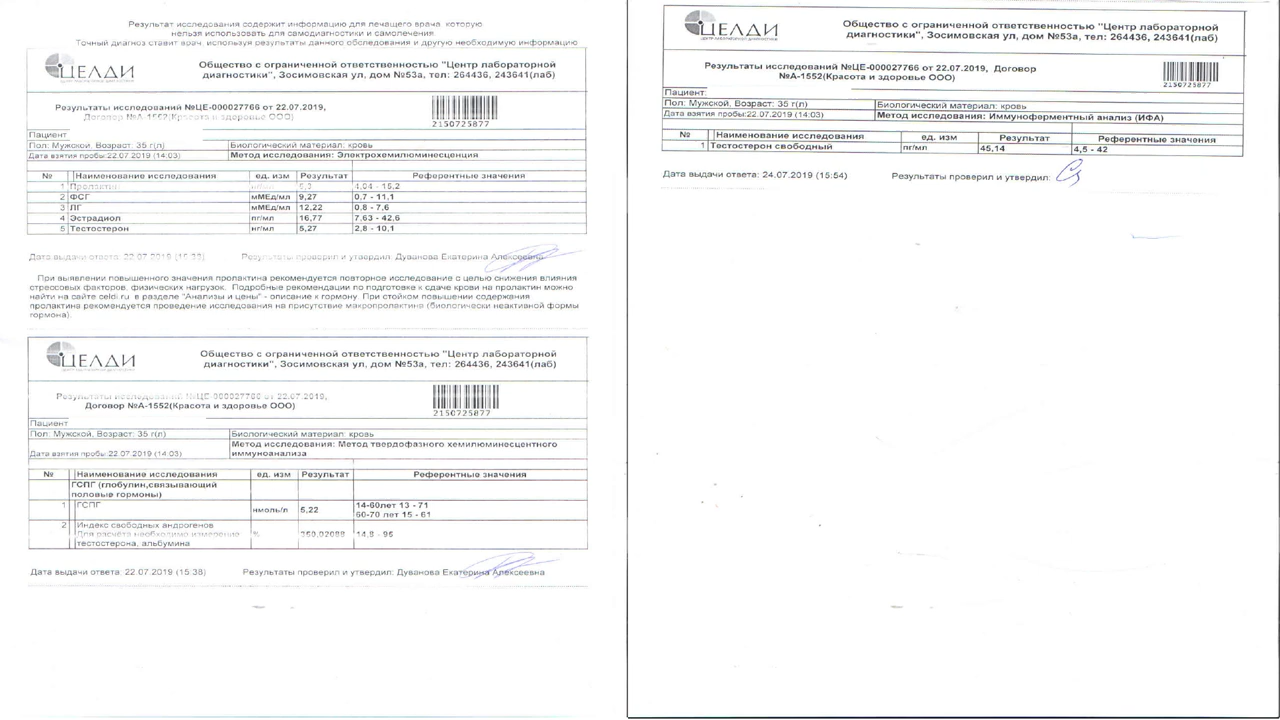 Результат исследования содержит информацию для лечащего врача, которую
нельзя использовать для самодиагностики и самолечения
Точный диагноз ставит врач, используя результаты данного обследования и другую необходимую информацию
ЦЕЛДИ
Общество с ограниченной ответственностью "Центр лабораторной
диагностики", Зосимовская ул, дом №53а, тел: 264436, 243641(лаб)
Результаты исследований №ЦЕ-000027766 от 22.07.2019,
Договор №А-1552(Красота и здоровье ООО)
2150725877
Пациент
Пол: Мужской, Возраст: 35 г(л) Биологический материал: кровь
Дата взятия пробы:22.07.2019 (14:03) Метод исследования: Электрохемилюминесценция
№ Наименование исследования ед. изм Результат Референтные значения
1 Пролактин 4.04 - 15,2
2 ФСГ мМЕд/мл 9,27 0,7 - 11,1
3 ЛГ мМЕд/мл 12,22 0,8 - 7,6
4 Эстрадиол пг/мл 16,77 7.63 - 42,6
5 Тестостерон нг/мл 5,27 2,8 - 10,1
Дата выдачи ответа: 22.07.2019 (15:38) Результаты проверил и утвердил: Дуванова Екатерина Алексеевна
При выявлении повышенного значения пролактина рекомендуется повторное исследование с целью снижения влияния
стрессовых факторов, физических нагрузок. Подробные рекомендации по подготовке к сдаче крови на пролактин можно
найти на сайте celdi.ru в разделе "Анализы и цены" - описание к гормону. При стойком повышении содержания
пролактина рекомендуется проведение исследования на присутствие макропролактина (биологически неактивной формы
гормона).
ЦЕЛДИ
Общество с ограниченной ответственностью "Центр лабораторной
диагностики", Зосимовская ул, дом №53а, тел: 264436, 243641(лаб)
Результаты исследований №ЦЕ-000027766 от 22.07.2019,
Договор №А-1552(Красота и здоровье ООО)
2150725877
Пациент
Пол: Мужской, Возраст: 35 г(л) Биологический материал: кровь
Дата взятия пробы:22.07.2019 (14:03) Метод исследования: Метод твердофазного хемилюминесцентного
иммуноанализа
№ Наименование исследования ед. изм Результат Референтные значения
ГСПГ (глобулин,связывающий
половые гормоны)
1 ГСПГ нмоль/л 5,22 14-60лет 13 - 71
60-70 лет 15 - 61
2 Индекс свободных андрогенов
Для расчёта необходимо измерение % 350,02088 14,8 - 95
тестостерона, альбумина
Дата выдачи ответа: 22.07.2019 (15:38) Результаты проверил и утвердил: Дуванова Екатерина Алексеевна
ЦЕЛДИ
ЦЕНТР ЛАБОРАТОРНОЙ ДИАГНОСТИКИ
Общество с ограниченной ответственностью "Центр лабораторной
диагностики", Зосимовская ул, дом №53а, тел: 264436, 243641(лаб)
Результаты исследований №ЦЕ-000027766 от 22.07.2019, Договор
№А-1552(Красота и здоровье ООО)
2150725877
Пациент:
Пол: Мужской, Возраст: 35 г(л) Биологический материал: кровь
Дата взятия пробы:22.07.2019 (14:03) Метод исследования: Иммуноферментный анализ (ИФА)
№ Наименование исследования ед. изм Результат Референтные значения
1 Тестостерон свободный пг/мл 45,14 4,5 - 42
Дата выдачи ответа: 24.07.2019 (15:54) Результаты проверил и утвердил: